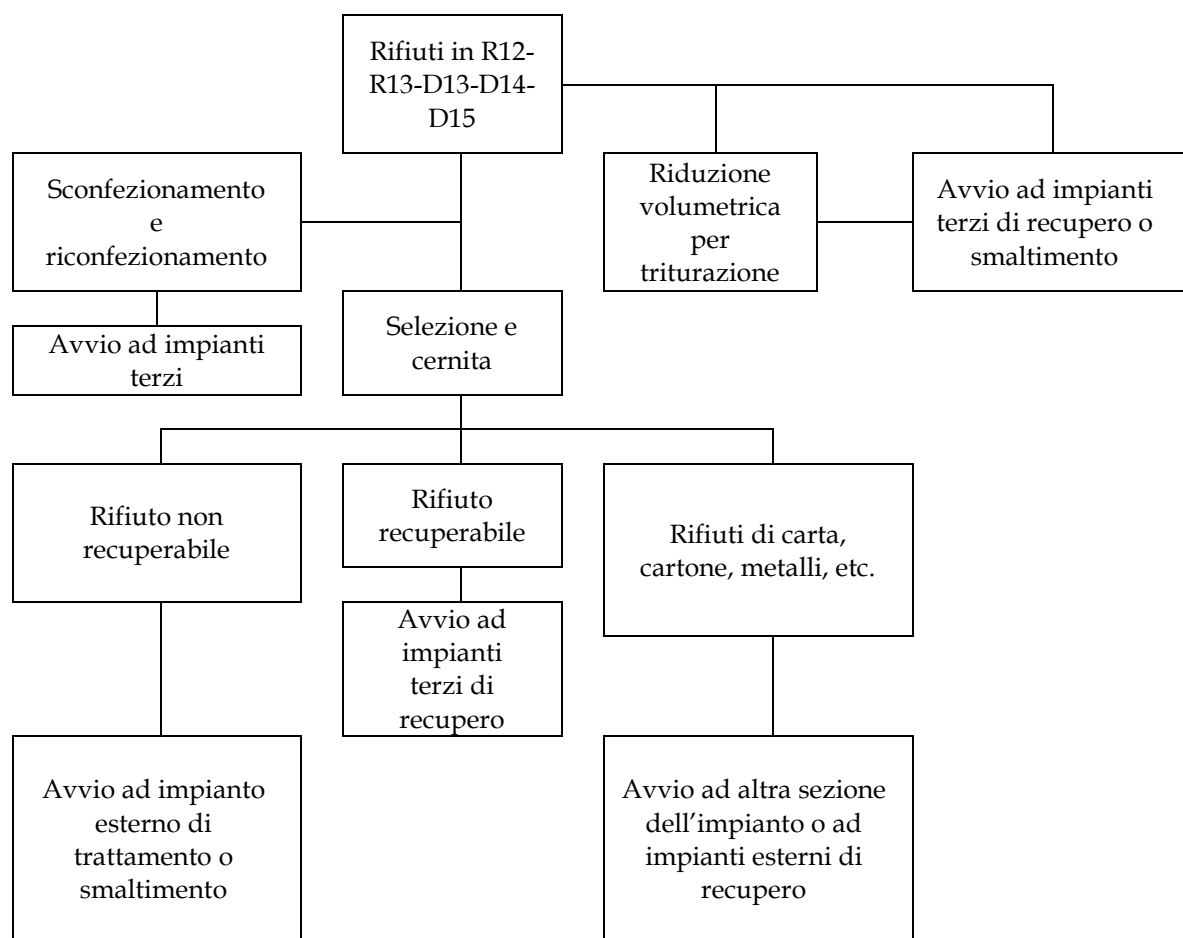 Rifiuti in R12-
R13-D13-D14-
D15
Sconfezionamento
e
riconfezionamento
Riduzione
volumetrica
per
triturazione
Avvio ad impianti
terzi di recupero o
smaltimento
Avvio ad impianti
terzi
Selezione e
cernita
Rifiuto non
recuperabile
Rifiuto
recuperabile
Rifiuti di carta,
cartone, metalli, etc.
Avvio ad
impianti
terzi di
recupero
Avvio ad impianto
esterno di
trattamento o
smaltimento
Avvio ad altra sezione
dell’impianto o ad
impianti esterni di
recupero